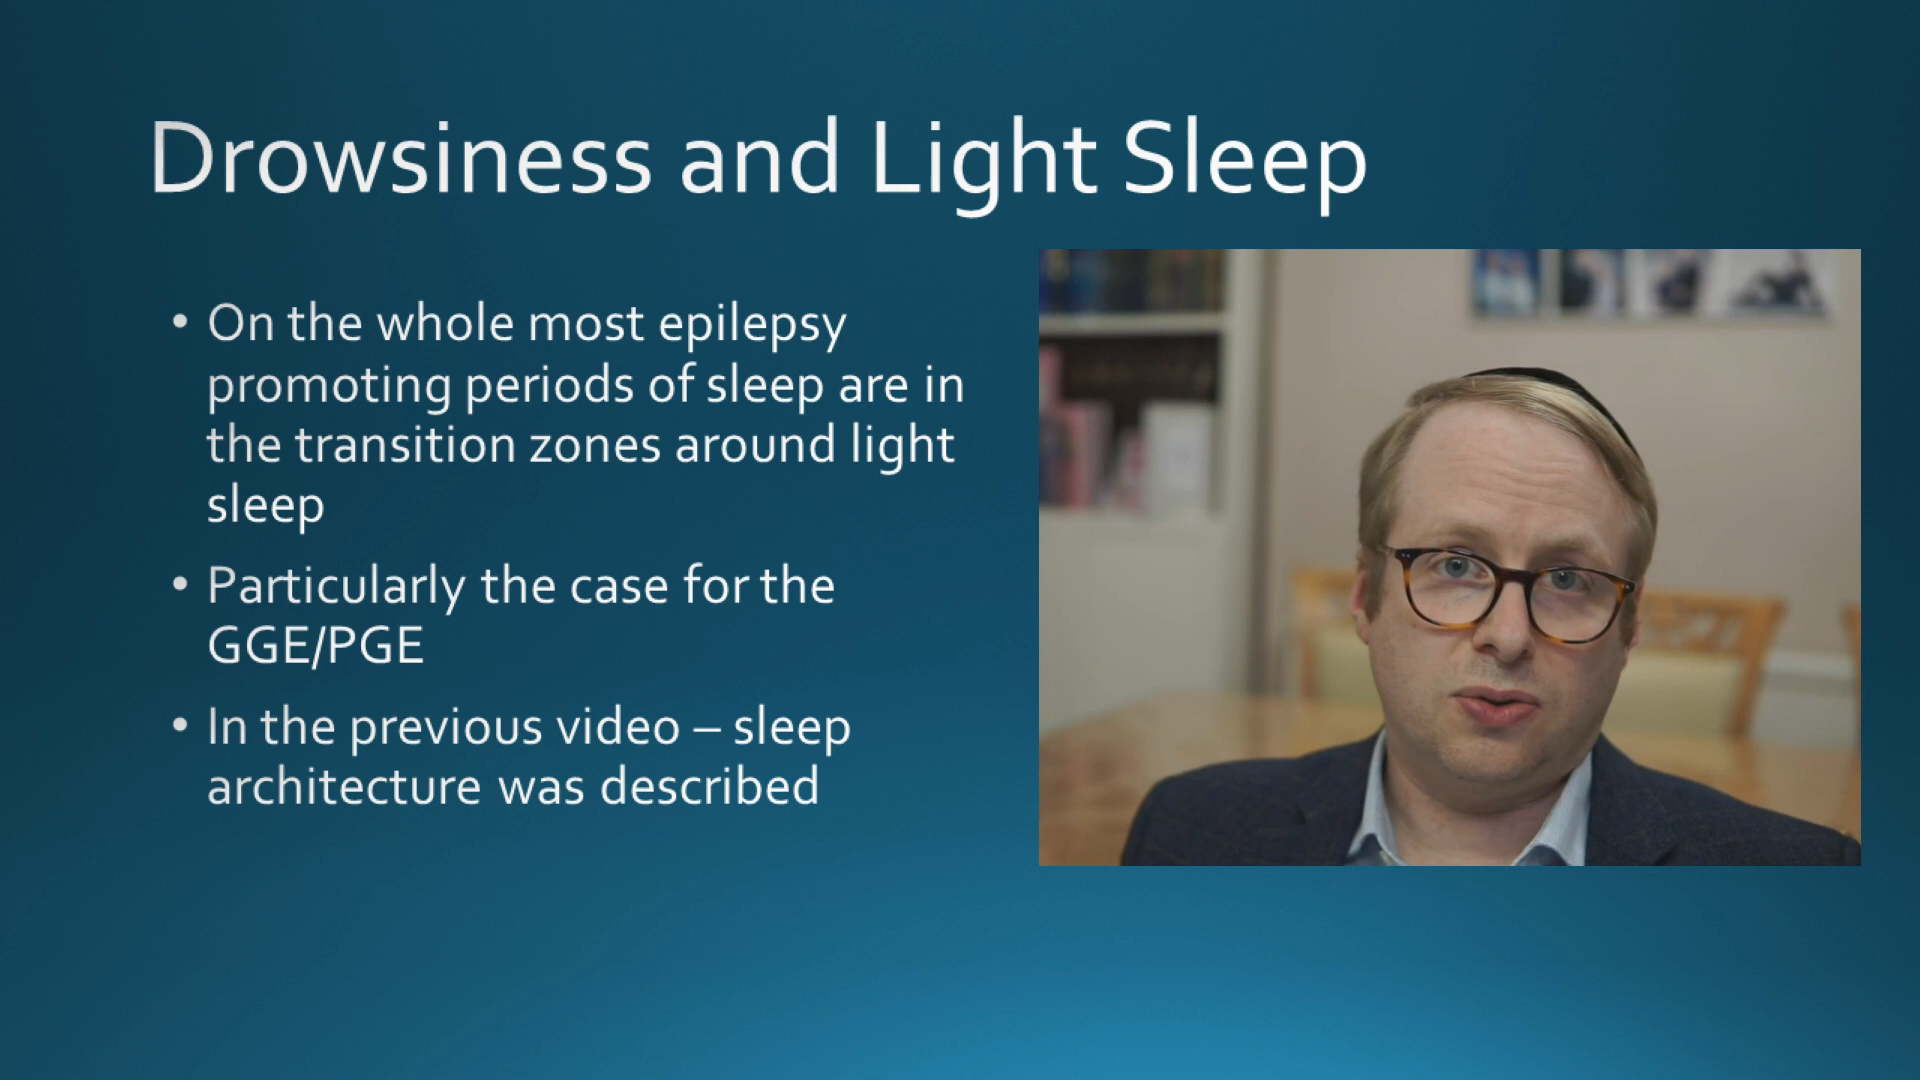 Drowsiness and Light Sleep
• On the whole most epilepsy
promoting periods of sleep are in
the transition zones around light
sleep
• Particularly the case for the
GGE/PGE
• In the previous video – sleep
architecture was described